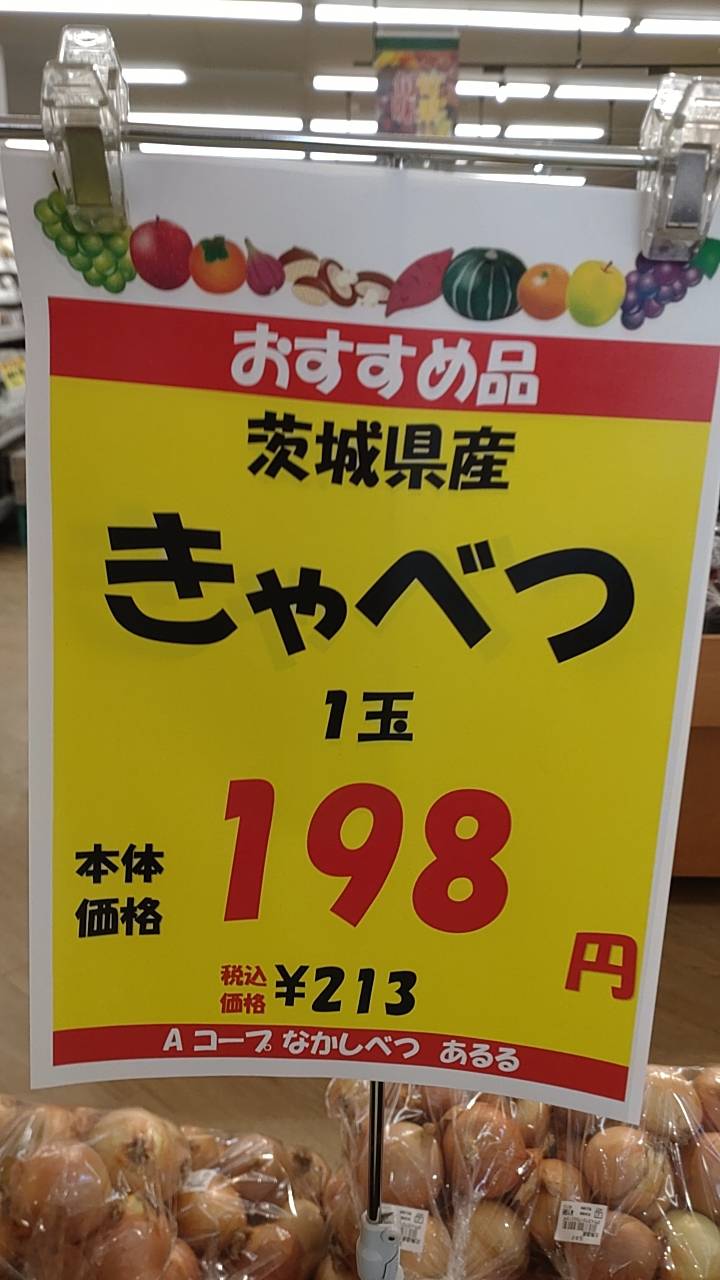 おすすめ品
茨城県産
きゃべつ
1玉
本体
価格
198
円
税込
価格
¥213
Aコープ なかしべつ あるる